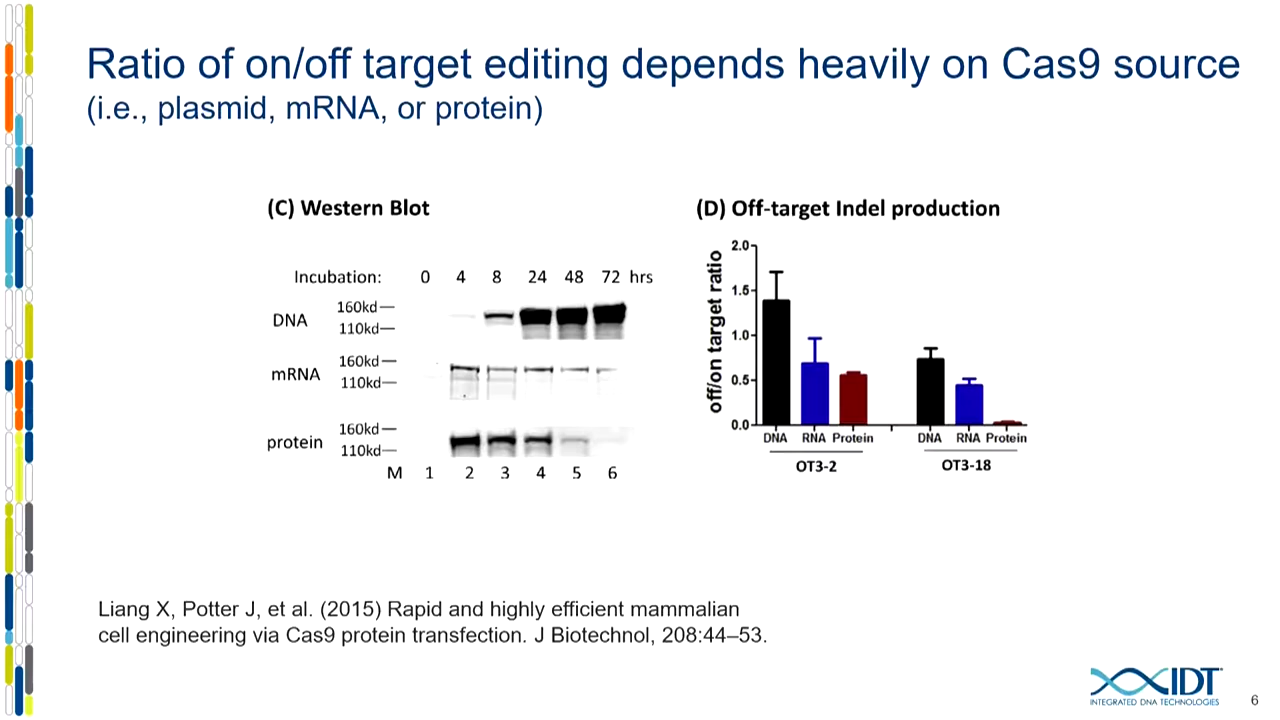 Ratio of on/off target editing depends heavily on Cas9 source
(i.e., plasmid, mRNA, or protein)
(C) Western Blot
Incubation: 0 4 8 24 48 72 hrs
DNA
160kd
110kd
mRNA
160kd
110kd
protein
160kd
110kd
M 1 2 3 4 5 6
(D) Off-target Indel production
off/on target ratio
2.0
1.5
1.0
0.5
0.0
DNA RNA Protein DNA RNA Protein
OT3-2 OT3-18
Liang X, Potter J, et al. (2015) Rapid and highly efficient mammalian
cell engineering via Cas9 protein transfection. J Biotechnol, 208:44–53.
IDT
INTEGRATED DNA TECHNOLOGIES
6